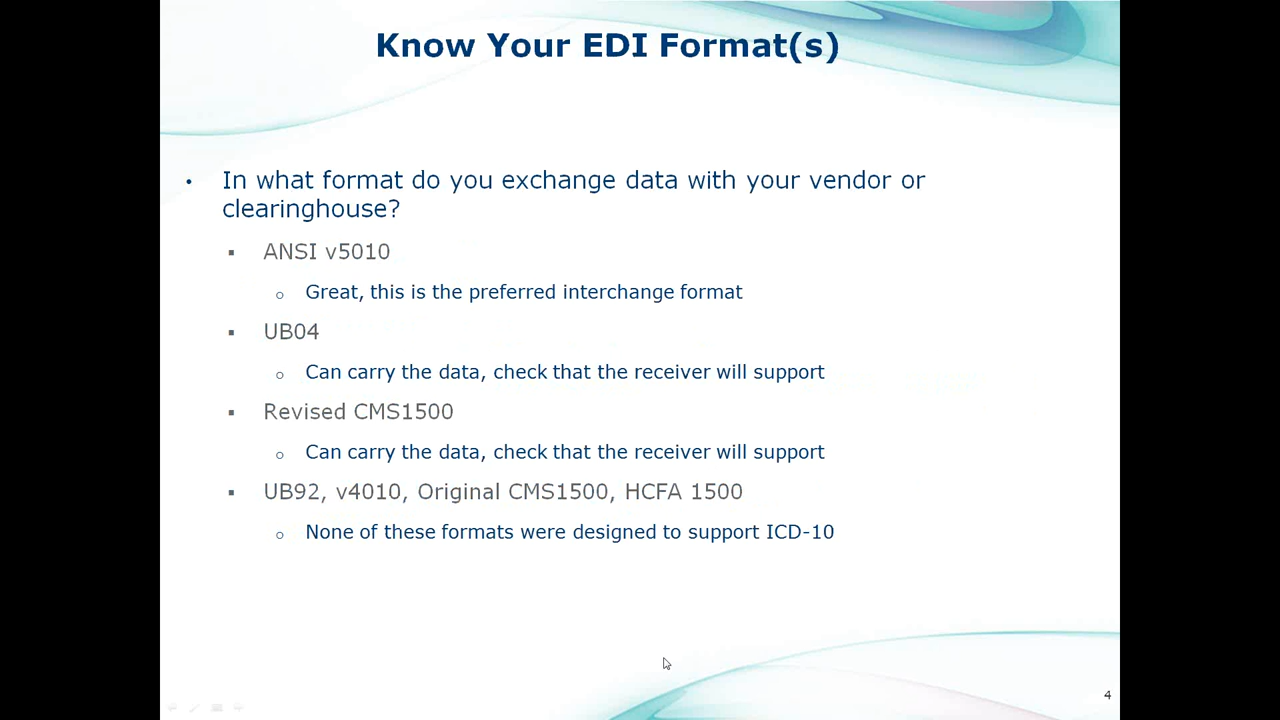 Know Your EDI Format(s)
• In what format do you exchange data with your vendor or
clearinghouse?
▪ ANSI v5010
o Great, this is the preferred interchange format
▪ UB04
o Can carry the data, check that the receiver will support
▪ Revised CMS1500
o Can carry the data, check that the receiver will support
▪ UB92, v4010, Original CMS1500, HCFA 1500
o None of these formats were designed to support ICD-10
4